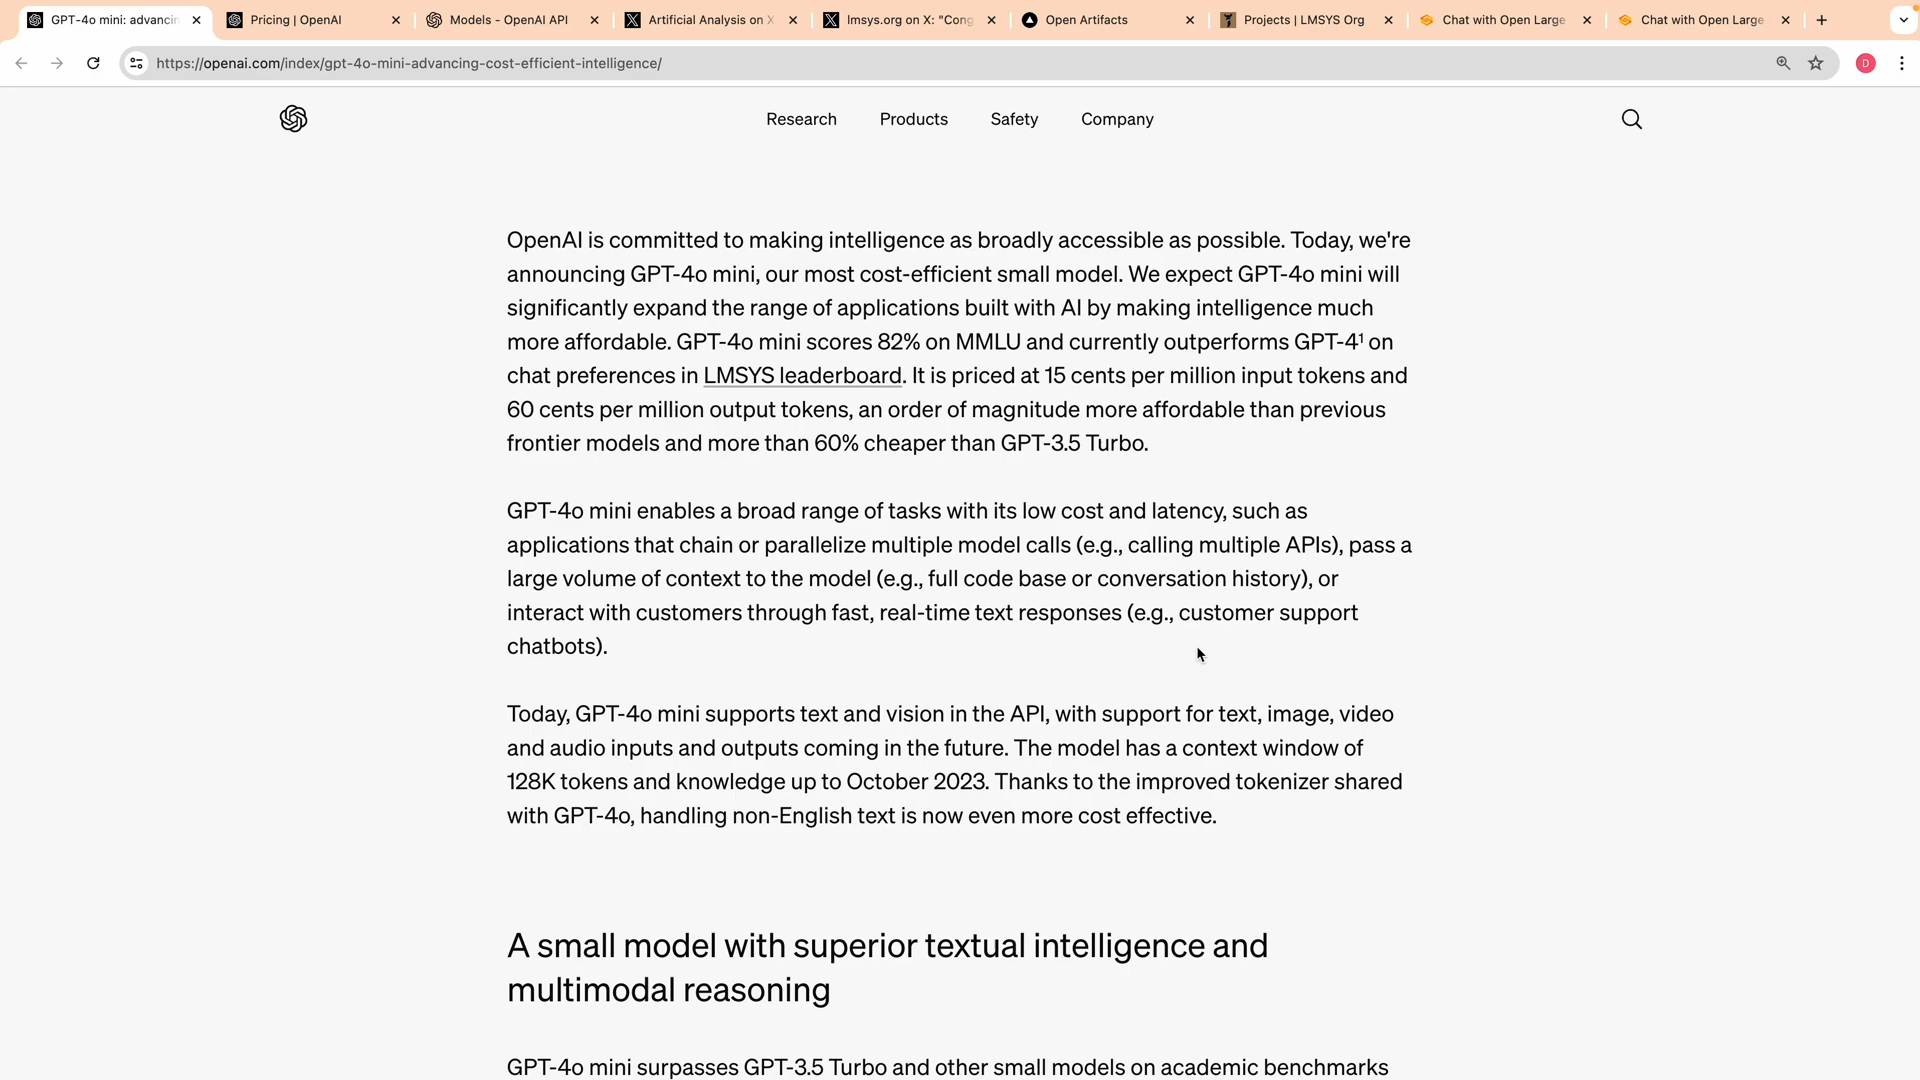 GPT-4o mini: advancin
Pricing | OpenAI
Models - OpenAI API
Artificial Analysis on X
lmsys.org on X: "Cong
Open Artifacts
Projects | LMSYS Org
Chat with Open Large
Chat with Open Large
https://openai.com/index/gpt-4o-mini-advancing-cost-efficient-intelligence/
D
Research
Products
Safety
Company
OpenAI is committed to making intelligence as broadly accessible as possible. Today, we're
announcing GPT-4o mini, our most cost-efficient small model. We expect GPT-4o mini will
significantly expand the range of applications built with AI by making intelligence much
more affordable. GPT-4o mini scores 82% on MMLU and currently outperforms GPT-4¹ on
chat preferences in LMSYS leaderboard. It is priced at 15 cents per million input tokens and
60 cents per million output tokens, an order of magnitude more affordable than previous
frontier models and more than 60% cheaper than GPT-3.5 Turbo.
GPT-4o mini enables a broad range of tasks with its low cost and latency, such as
applications that chain or parallelize multiple model calls (e.g., calling multiple APIs), pass a
large volume of context to the model (e.g., full code base or conversation history), or
interact with customers through fast, real-time text responses (e.g., customer support
chatbots).
Today, GPT-4o mini supports text and vision in the API, with support for text, image, video
and audio inputs and outputs coming in the future. The model has a context window of
128K tokens and knowledge up to October 2023. Thanks to the improved tokenizer shared
with GPT-4o, handling non-English text is now even more cost effective.
A small model with superior textual intelligence and
multimodal reasoning
GPT-4o mini surpasses GPT-3.5 Turbo and other small models on academic benchmarks